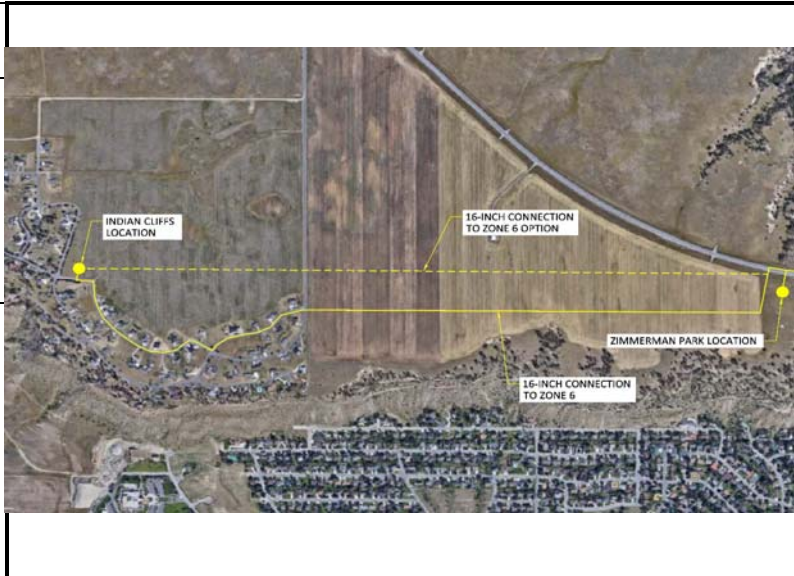 INDIAN CLIFFS
LOCATION
16-INCH CONNECTION
TO ZONE 6 OPTION
ZIMMERMAN PARK LOCATION
16-INCH CONNECTION
TO ZONE 6